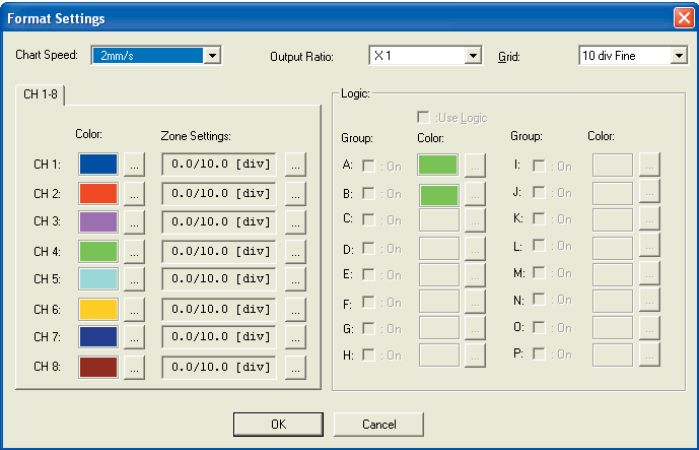 Format Settings
Chart Speed: 2mm/s Output Ratio: X 1 Grid: 10 div Fine
CH 1-8 Logic:
:Use Logic
Color: Zone Settings: Group: Color: Group: Color:
CH 1: ... 0.0/10.0 [div] ... A: : On ... I: : On ...
CH 2: ... 0.0/10.0 [div] ... B: : On ... J: : On ...
CH 3: ... 0.0/10.0 [div] ... C: : On ... K: : On ...
CH 4: ... 0.0/10.0 [div] ... D: : On ... L: : On ...
CH 5: ... 0.0/10.0 [div] ... E: : On ... M: : On ...
CH 6: ... 0.0/10.0 [div] ... F: : On ... N: : On ...
CH 7: ... 0.0/10.0 [div] ... G: : On ... O: : On ...
CH 8: ... 0.0/10.0 [div] ... H: : On ... P: : On ...
OK Cancel